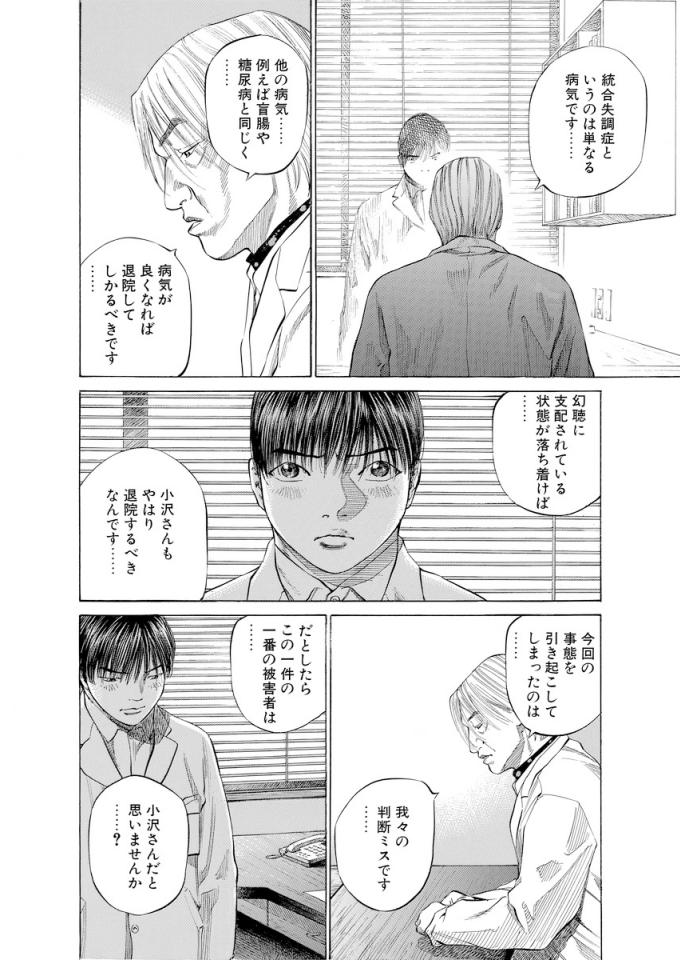 統合失調症と
いうのは単なる
病気です……
他の病気……
例えば盲腸や
糖尿病と同じく
病気が
良くなれば
退院して
しかるべきです
……
幻聴に
支配されている
状態が落ち着けば
……
小沢さんも
やはり
退院するべき
なんです……
今回の
事態を
引き起こして
しまったのは
……
我々の
判断ミスです
……
だとしたら
この一件の
一番の被害者は
……
小沢さんだと
思いませんか
……?